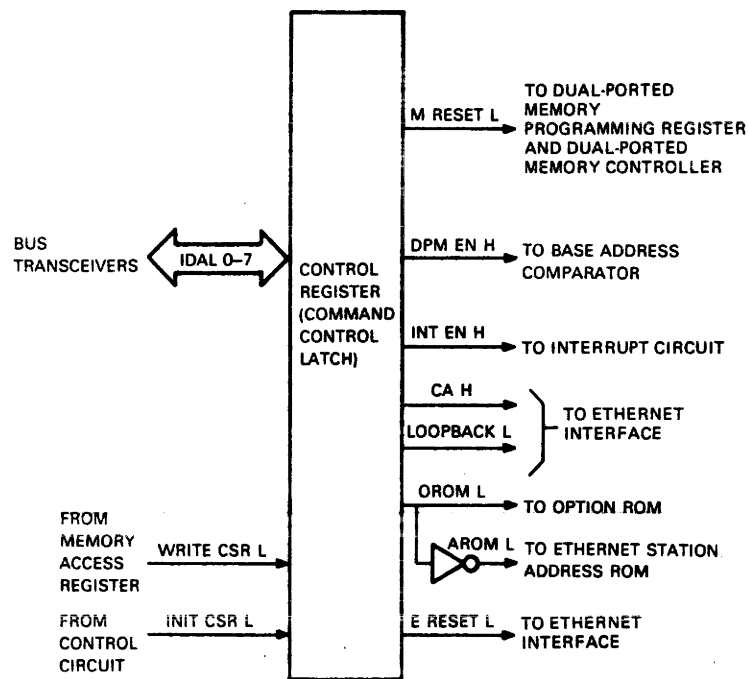 TO DUAL-PORTED
MEMORY
M RESET L
PROGRAMMING REGISTER
AND DUAL-PORTED
MEMORY CONTROLLER
BUS
TRANSCEIVERS
IDAL 0–7
CONTROL
REGISTER
(COMMAND
CONTROL
LATCH)
DPM EN H
TO BASE ADDRESS
COMPARATOR
INT EN H
TO INTERRUPT CIRCUIT
CA H
LOOPBACK L
TO ETHERNET
INTERFACE
OROM L
TO OPTION ROM
AROM L
TO ETHERNET STATION
ADDRESS ROM
FROM
MEMORY
ACCESS
REGISTER
WRITE CSR L
FROM
CONTROL
CIRCUIT
INIT CSR L
E RESET L
TO ETHERNET
INTERFACE